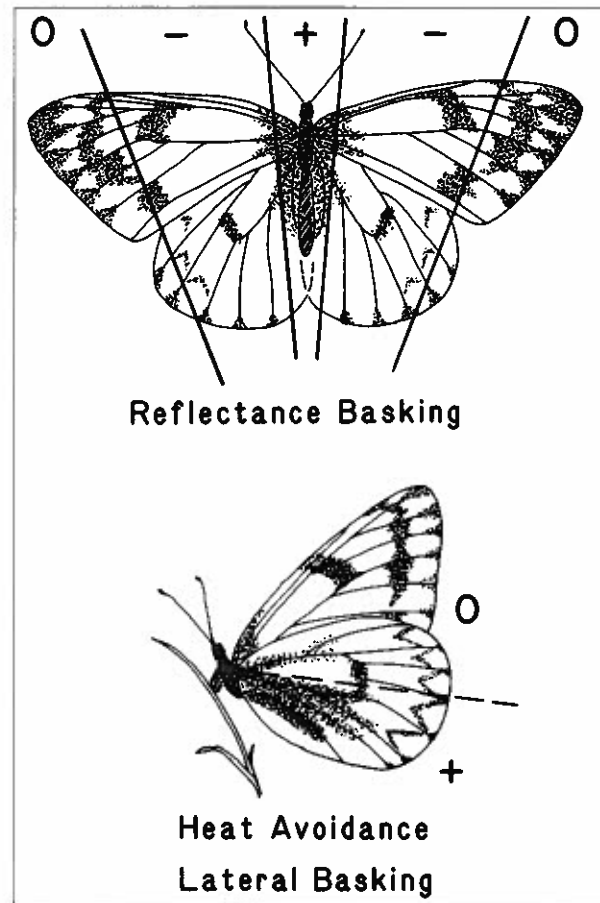 O - + - O
Reflectance Basking
O
+
Heat Avoidance
Lateral Basking